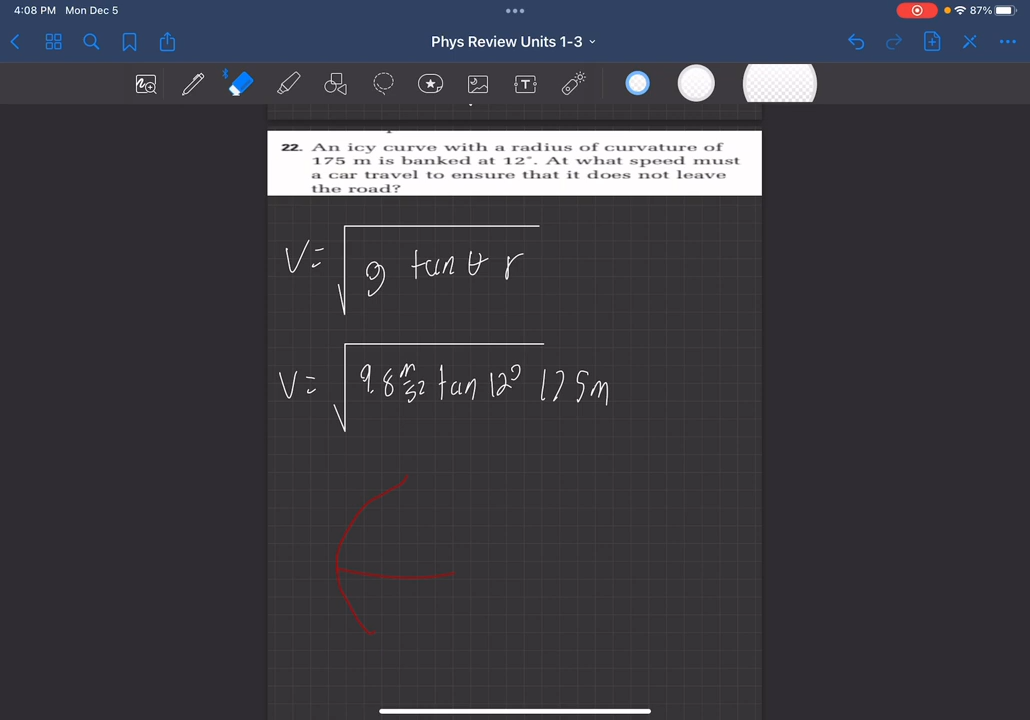 4:08 PM Mon Dec 5
87%
Phys Review Units 1-3
T
22. An icy curve with a radius of curvature of
175 m is banked at 12°. At what speed must
a car travel to ensure that it does not leave
the road?
V = √ g tan θ r
V = √ 9.8 m/s2 tan 12° 175m